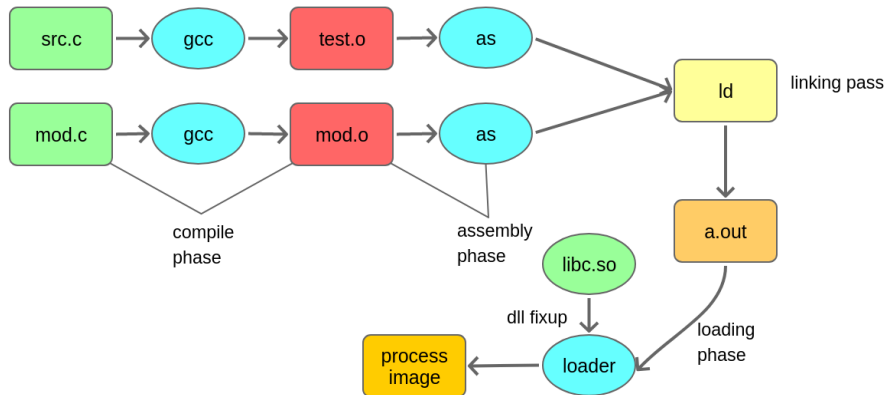 src.c
gcc
test.o
as
ld
linking pass
mod.c
gcc
mod.o
as
compile
phase
assembly
phase
a.out
libc.so
dll fixup
loading
phase
process
image
loader